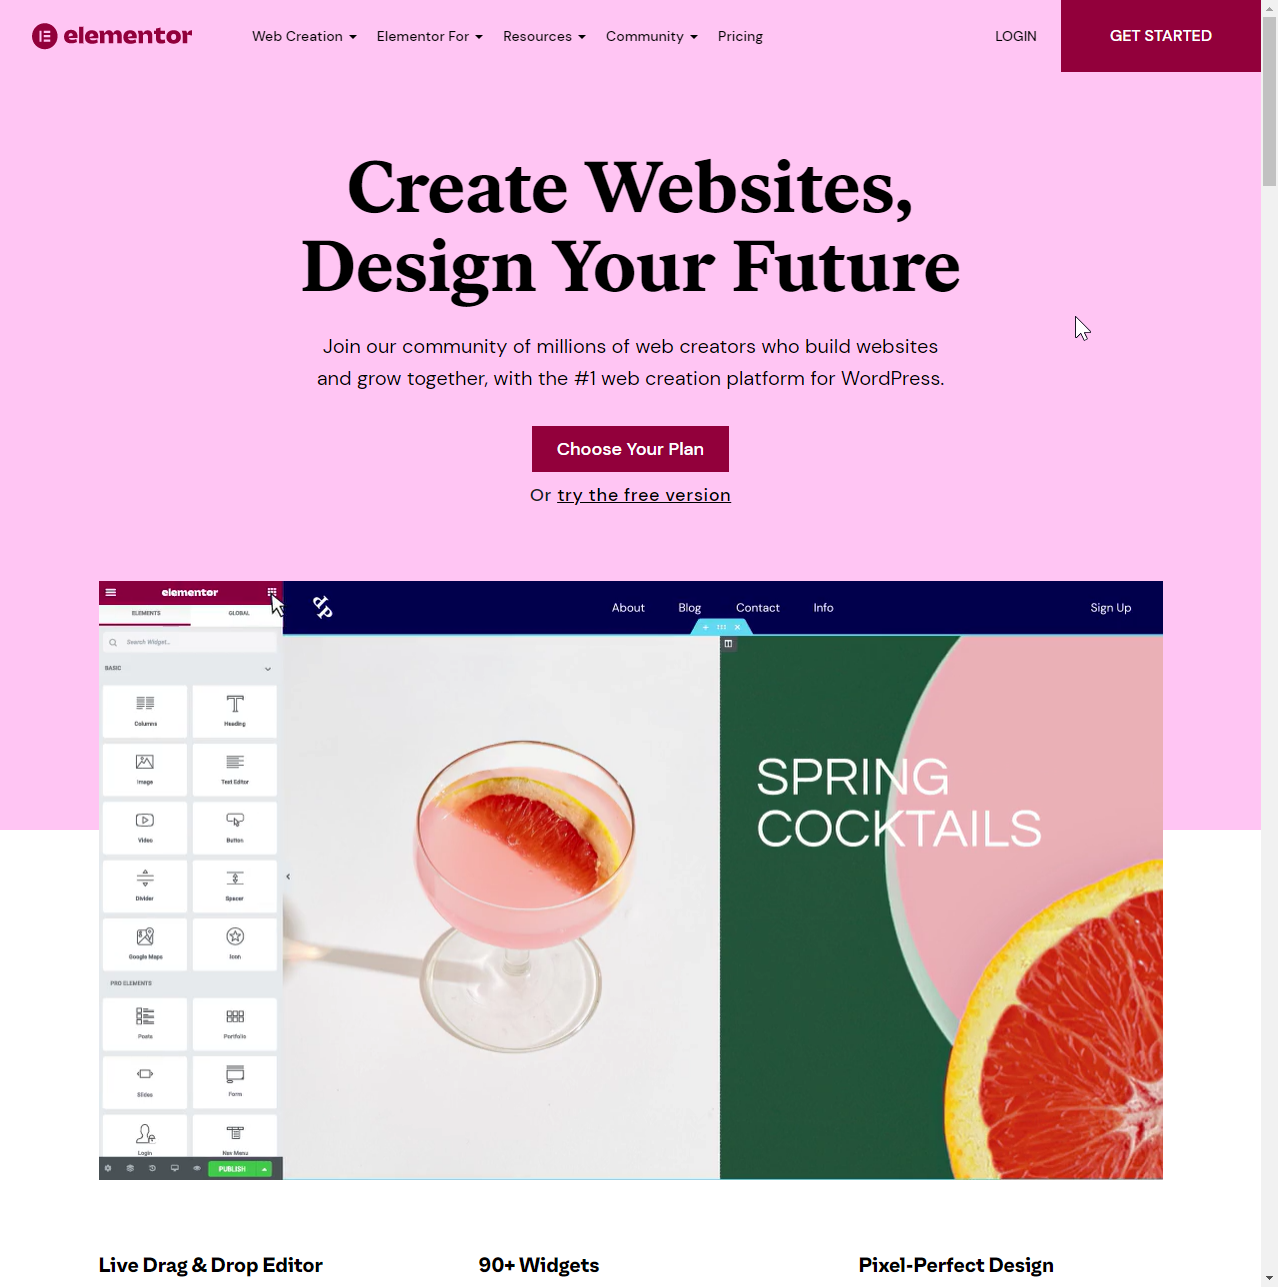 elementor
Web Creation
Elementor For
Resources
Community
Pricing
LOGIN
GET STARTED
Create Websites,
Design Your Future
Join our community of millions of web creators who build websites
and grow together, with the #1 web creation platform for WordPress.
Choose Your Plan
Or try the free version
elementor
ELEMENTS
GLOBAL
Search Widget...
BASIC
Columns
Heading
Image
Text Editor
Video
Button
Divider
Spacer
Google Maps
Icon
PRO ELEMENTS
Posts
Portfolio
Slides
Form
Login
Nav Menu
PUBLISH
About
Blog
Contact
Info
Sign Up
SPRING
COCKTAILS
Live Drag & Drop Editor
90+ Widgets
Pixel-Perfect Design